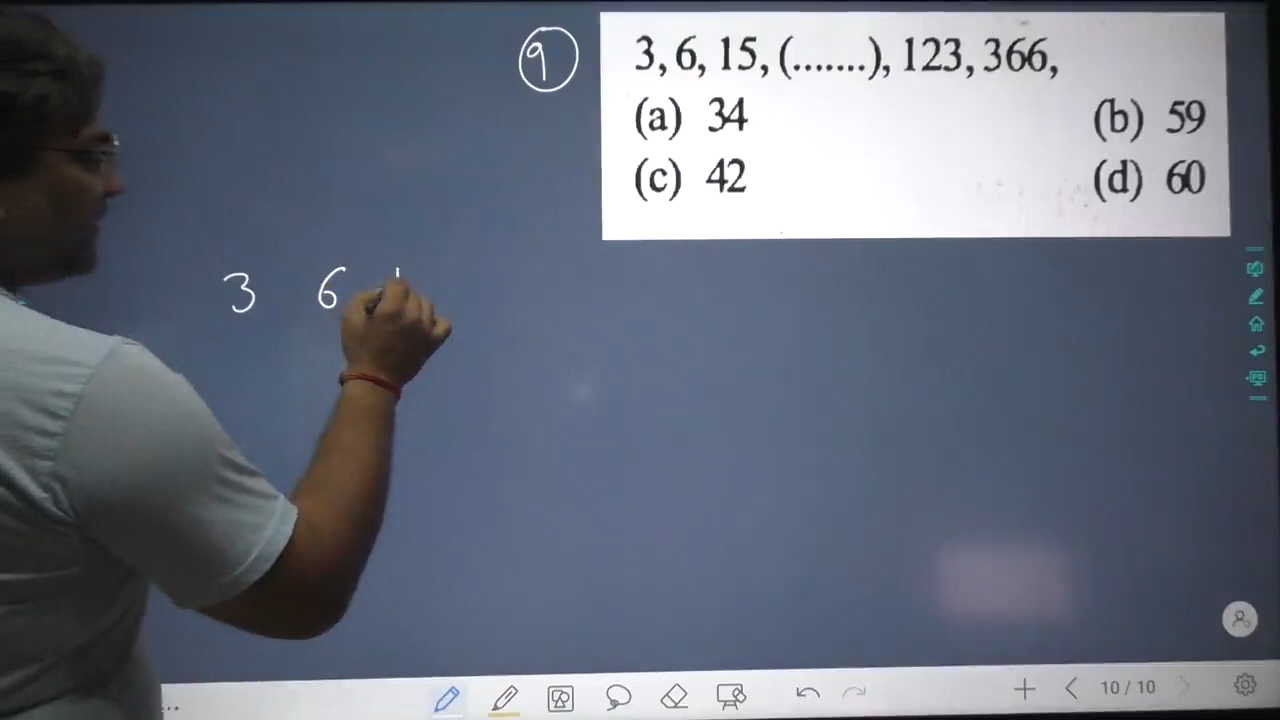 9
3, 6, 15, (.......), 123, 366,
(a) 34 (b) 59
(c) 42 (d) 60
3 6
10 / 10